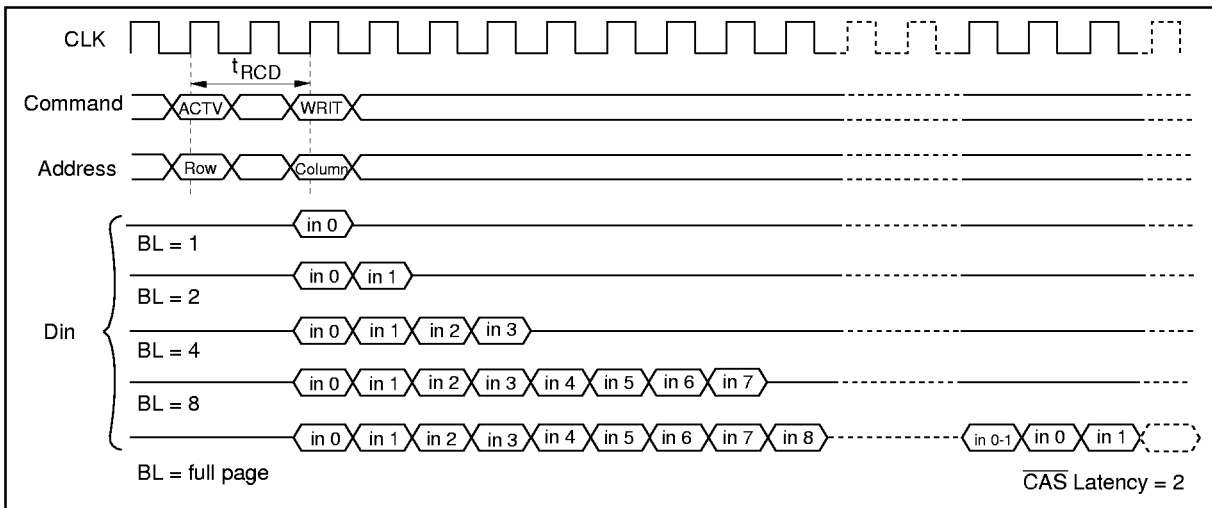 CLK
tRCD
Command ACTV WRIT
Address Row Column
in 0
BL = 1
in 0 in 1
BL = 2
Din
in 0 in 1 in 2 in 3
BL = 4
in 0 in 1 in 2 in 3 in 4 in 5 in 6 in 7
BL = 8
in 0 in 1 in 2 in 3 in 4 in 5 in 6 in 7 in 8 in 0-1 in 0 in 1
BL = full page
CAS Latency = 2